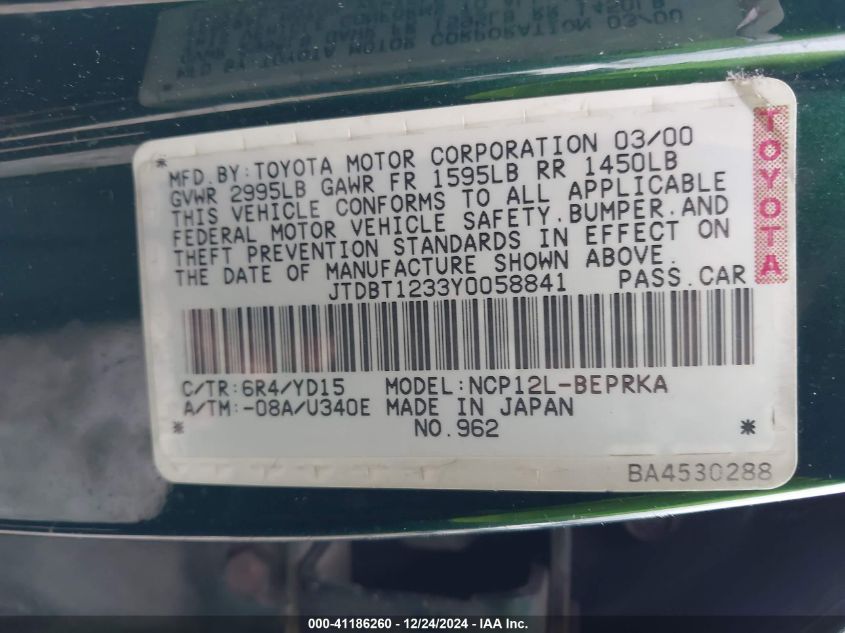 MFD.BY:TOYOTA MOTOR CORPORATION 03/00
GVWR 2995LB GAWR FR 1595LB RR 1450LB
THIS VEHICLE CONFORMS TO ALL APPLICABLE
FEDERAL MOTOR VEHICLE SAFETY.BUMPER.AND
THEFT PREVENTION STANDARDS IN EFFECT ON
THE DATE OF MANUFACTURE SHOWN ABOVE.
JTDBT1233Y0058841 PASS.CAR
TOYOTA
C/TR:6R4/YD15 MODEL:NCP12L-BEPRKA
A/TM:-08A/U340E MADE IN JAPAN
* NO.962 *
BA4530288
000-41186260 - 12/24/2024 - IAA Inc.